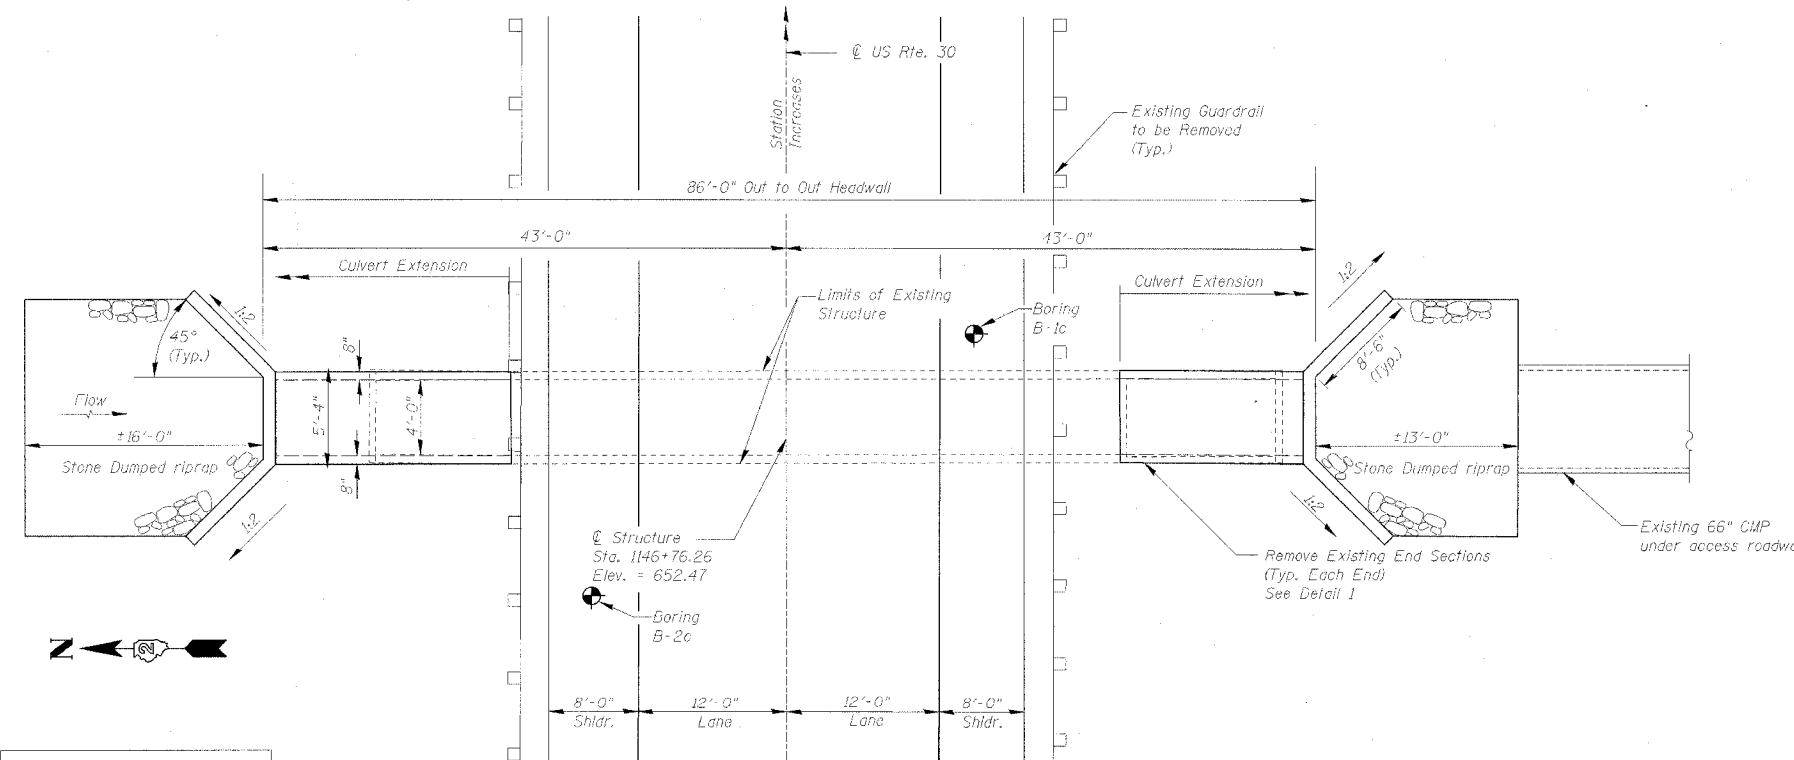 ℄ US Rte. 30
Station
Increases
Existing Guardrail
to be Removed
(Typ.)
86'-0" Out to Out Headwall
43'-0"
43'-0"
Culvert Extension
Culvert Extension
1:2
1:2
Limits of Existing
Structure
Boring
B-1c
45°
(Typ.)
8"
8'-6"
(Typ.)
Flow
5'-4"
4'-0"
±16'-0"
Stone Dumped riprap
±13'-0"
Stone Dumped riprap
8"
1:2
1:2
℄ Structure
Sta. 1146+76.26
Elev. = 652.47
Existing 66" CMP
under access roadwa
Remove Existing End Sections
(Typ. Each End)
See Detail 1
Boring
B-2c
N
2
8'-0"
Shldr.
12'-0"
Lane
12'-0"
Lane
8'-0"
Shldr.